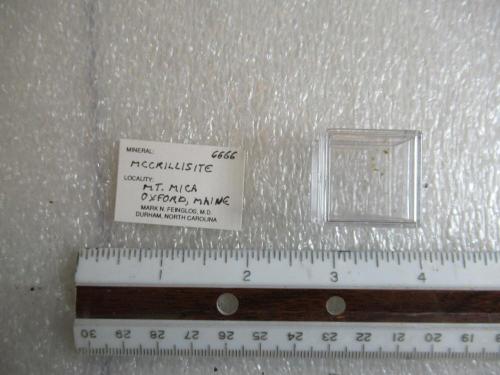 MINERAL: 6666
MCCRILLISITE
LOCALITY:
MT. MICA
OXFORD, MAINE
MARK N. FEINGLOS, M.D.
DURHAM, NORTH CAROLINA
1 2 3 4
30 29 28 27 26 25 24 23 22 21 20 19